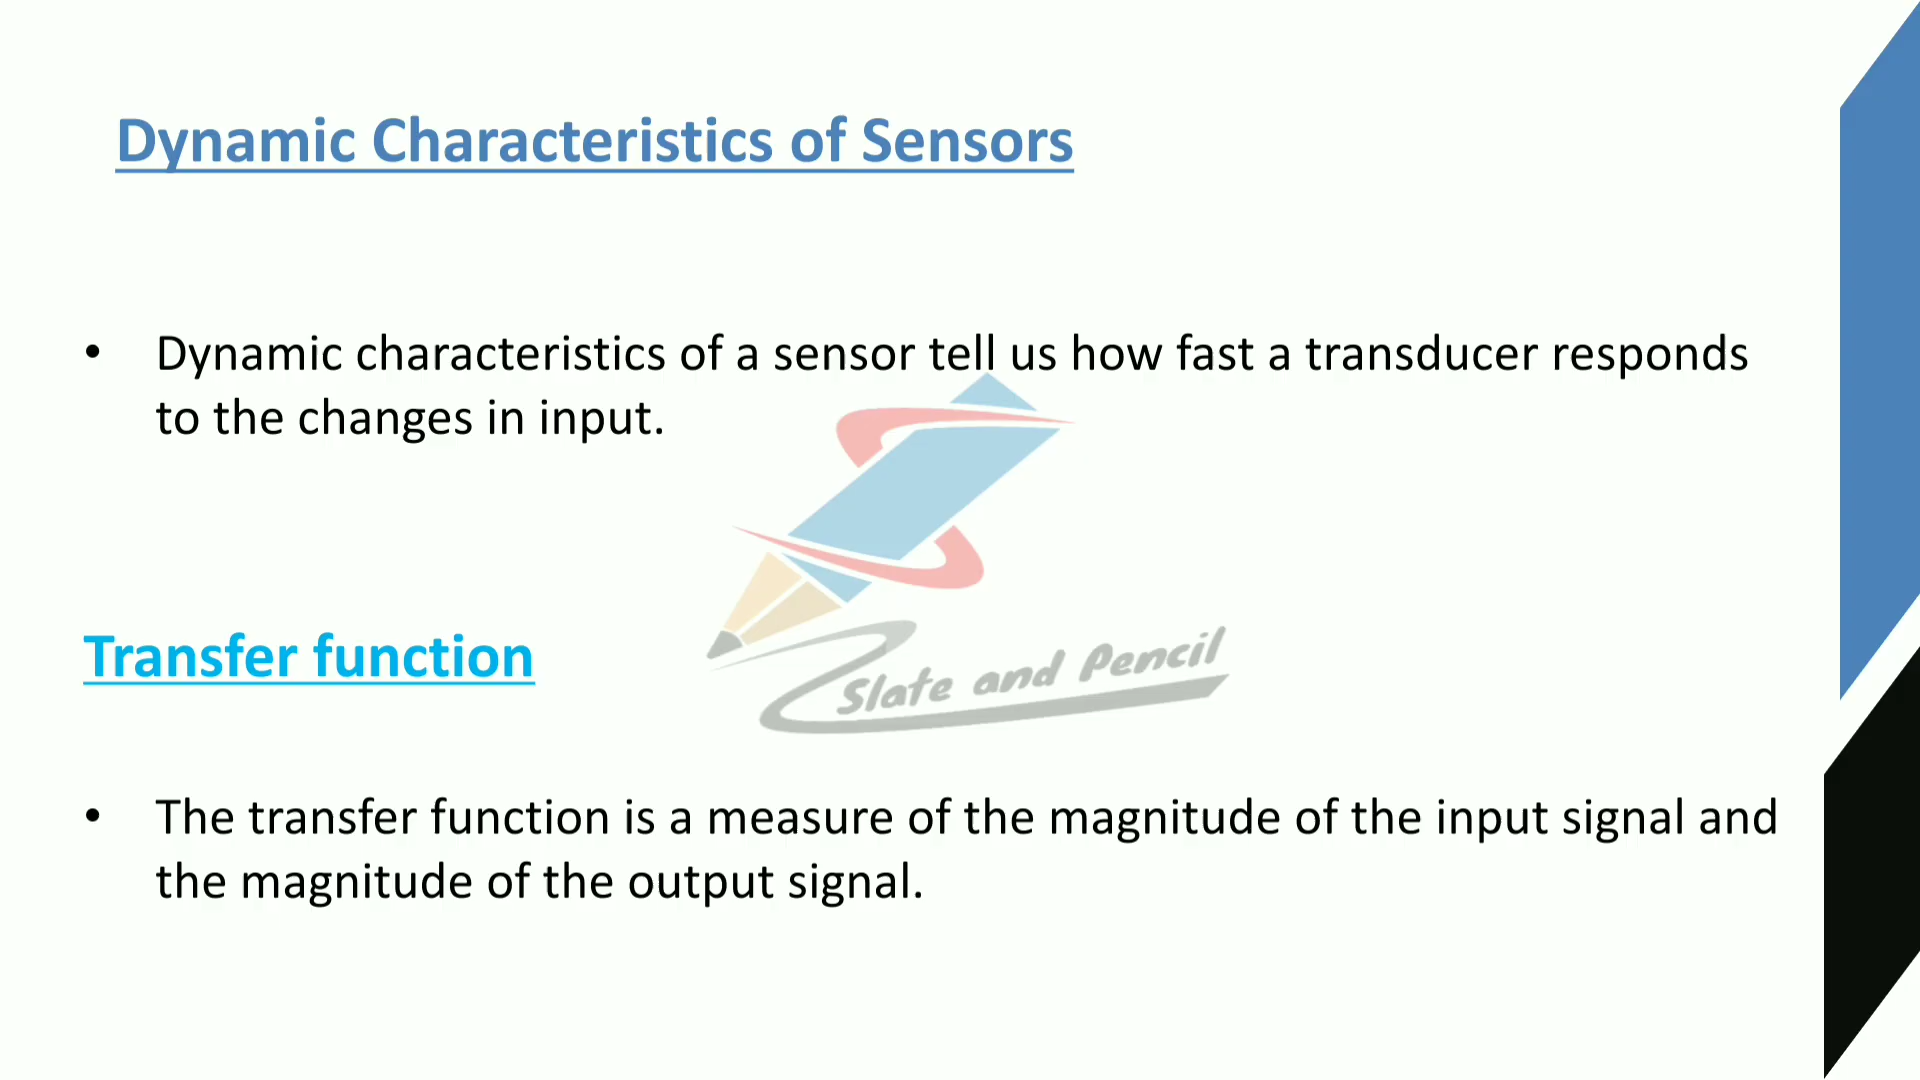 Dynamic Characteristics of Sensors
• Dynamic characteristics of a sensor tell us how fast a transducer responds
to the changes in input.
Transfer function
Slate and Pencil
• The transfer function is a measure of the magnitude of the input signal and
the magnitude of the output signal.